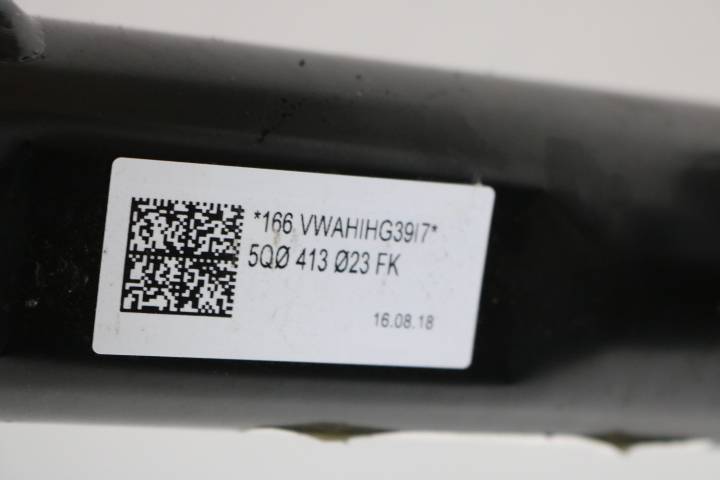 *166 VWAHIHG39I7*
5QØ 413 Ø23 FK
16.08.18